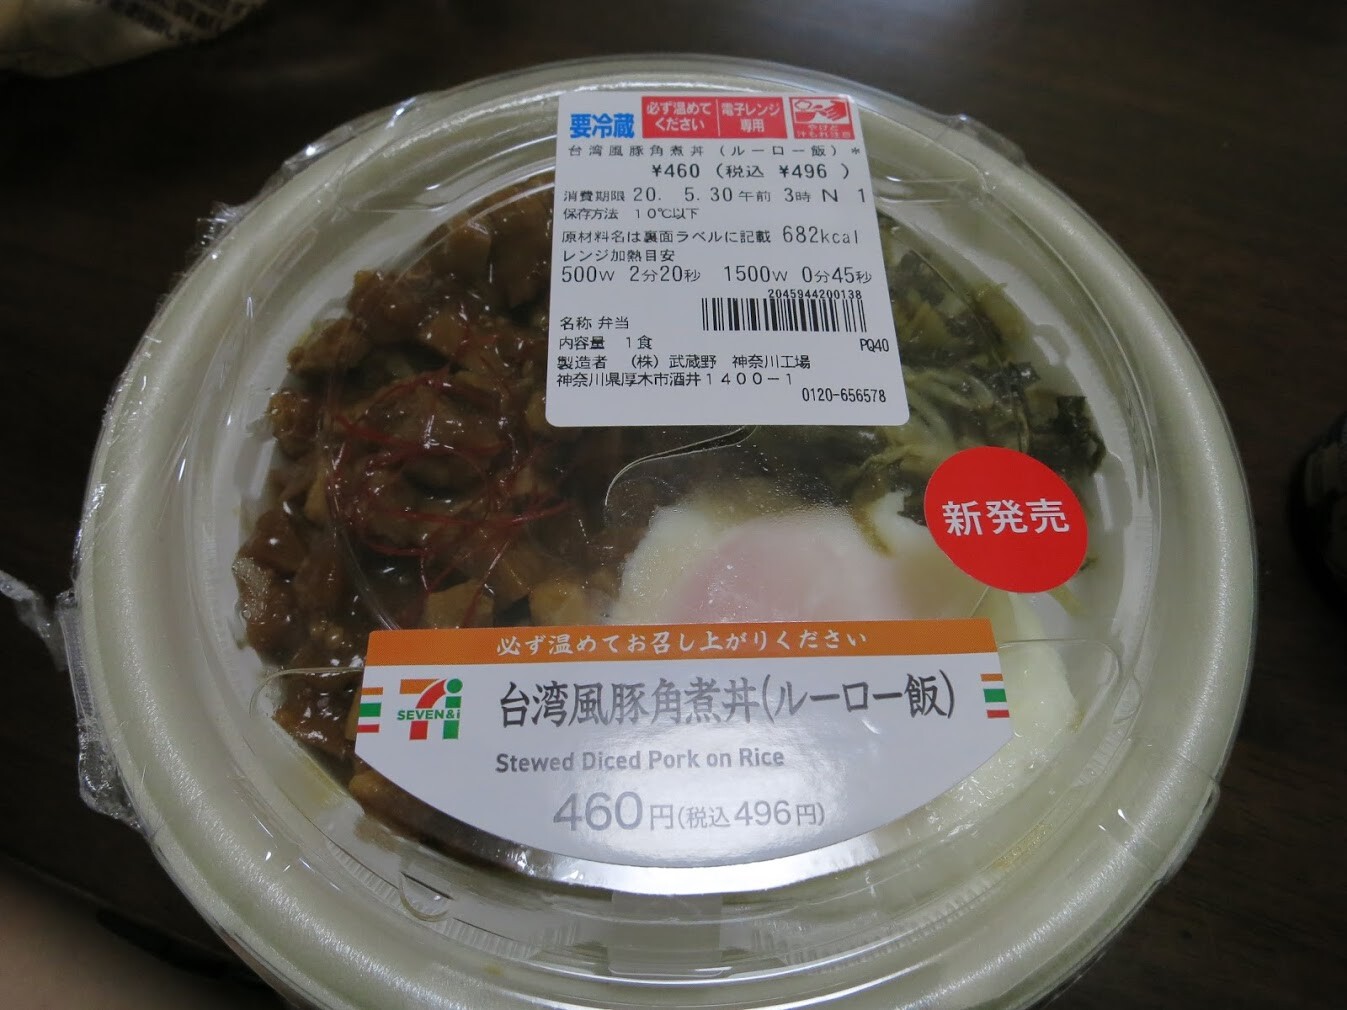 要冷蔵 必ず温めてください 電子レンジ専用 やけど汁もれ注意
台湾風豚角煮丼(ルーロー飯)*
¥460 (税込 ¥496 )
消費期限 20. 5. 30 午前 3時 N 1
保存方法 10℃以下
原材料名は裏面ラベルに記載 682kcal
レンジ加熱目安
500W 2分20秒 1500W 0分45秒
2045944200138
名称 弁当
内容量 1食 PQ40
製造者 (株)武蔵野 神奈川工場
神奈川県厚木市酒井1400-1
0120-656578
新発売
必ず温めてお召し上がりください
SEVEN&i
台湾風豚角煮丼(ルーロー飯)
Stewed Diced Pork on Rice
460円(税込496円)